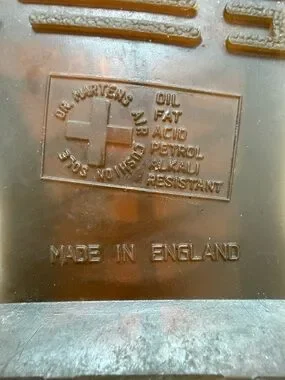 DR. MARTENS AIR CUSHION SOLE
OIL
FAT
ACID
PETROL
ALKALI
RESISTANT
MADE IN ENGLAND